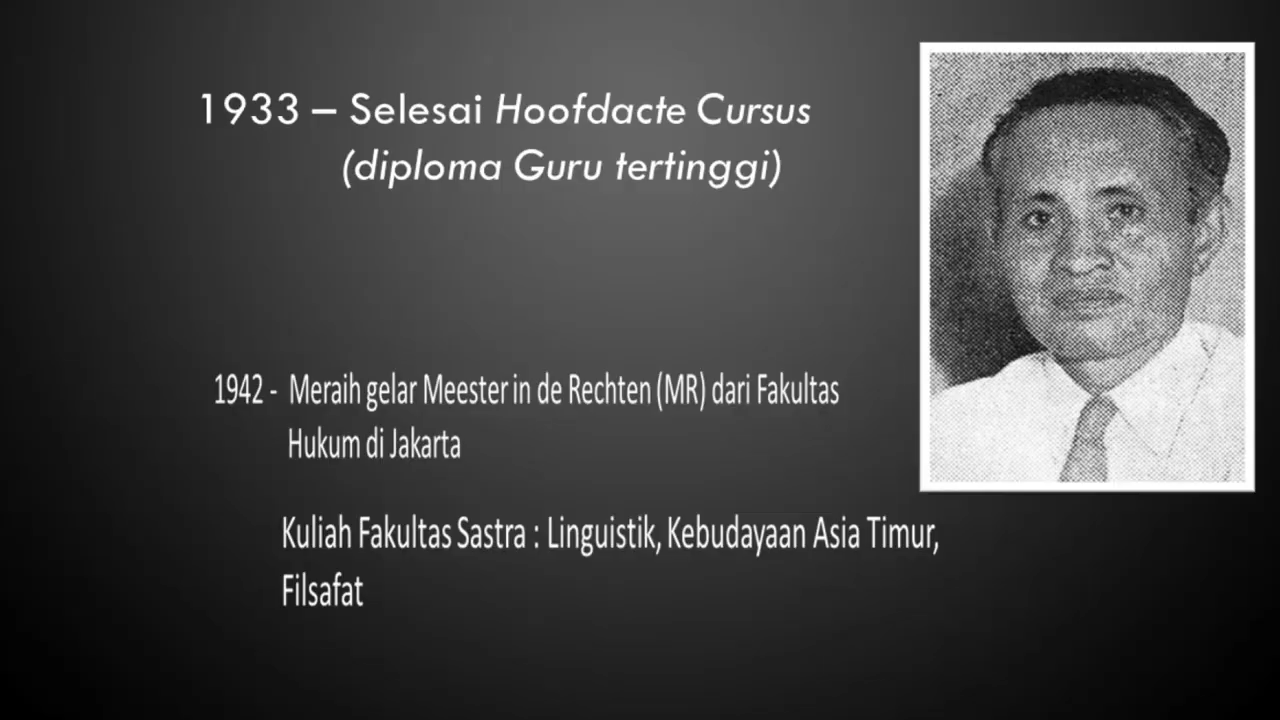 1933 – Selesai Hoofdacte Cursus
(diploma Guru tertinggi)
1942 - Meraih gelar Meester in de Rechten (MR) dari Fakultas
Hukum di Jakarta
Kuliah Fakultas Sastra : Linguistik, Kebudayaan Asia Timur,
Filsafat